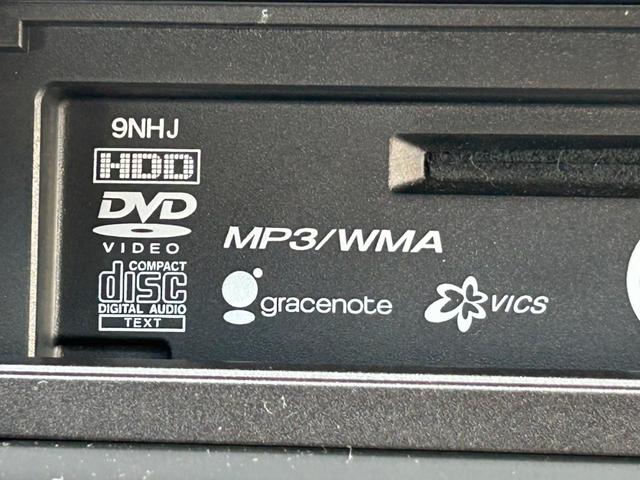 9NHJ
HDD
DVD
VIDEO
COMPACT
disc
DIGITAL AUDIO
TEXT
MP3/WMA
gracenote
VICS